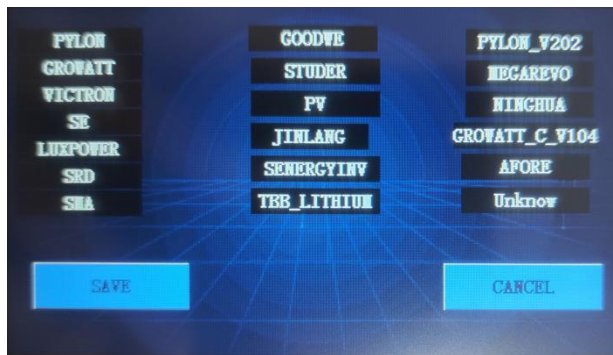 PYLON
GROWATT
VICTRON
SE
LUXPOWER
SRD
SMA
GOODWE
STUDER
PV
JINLANG
SENERGYINV
TBB_LITHIUM
PYLON_V202
MEGAREVO
NINGHUA
GROWATT_C_V104
AFORE
Unknow
SAVE
CANCEL